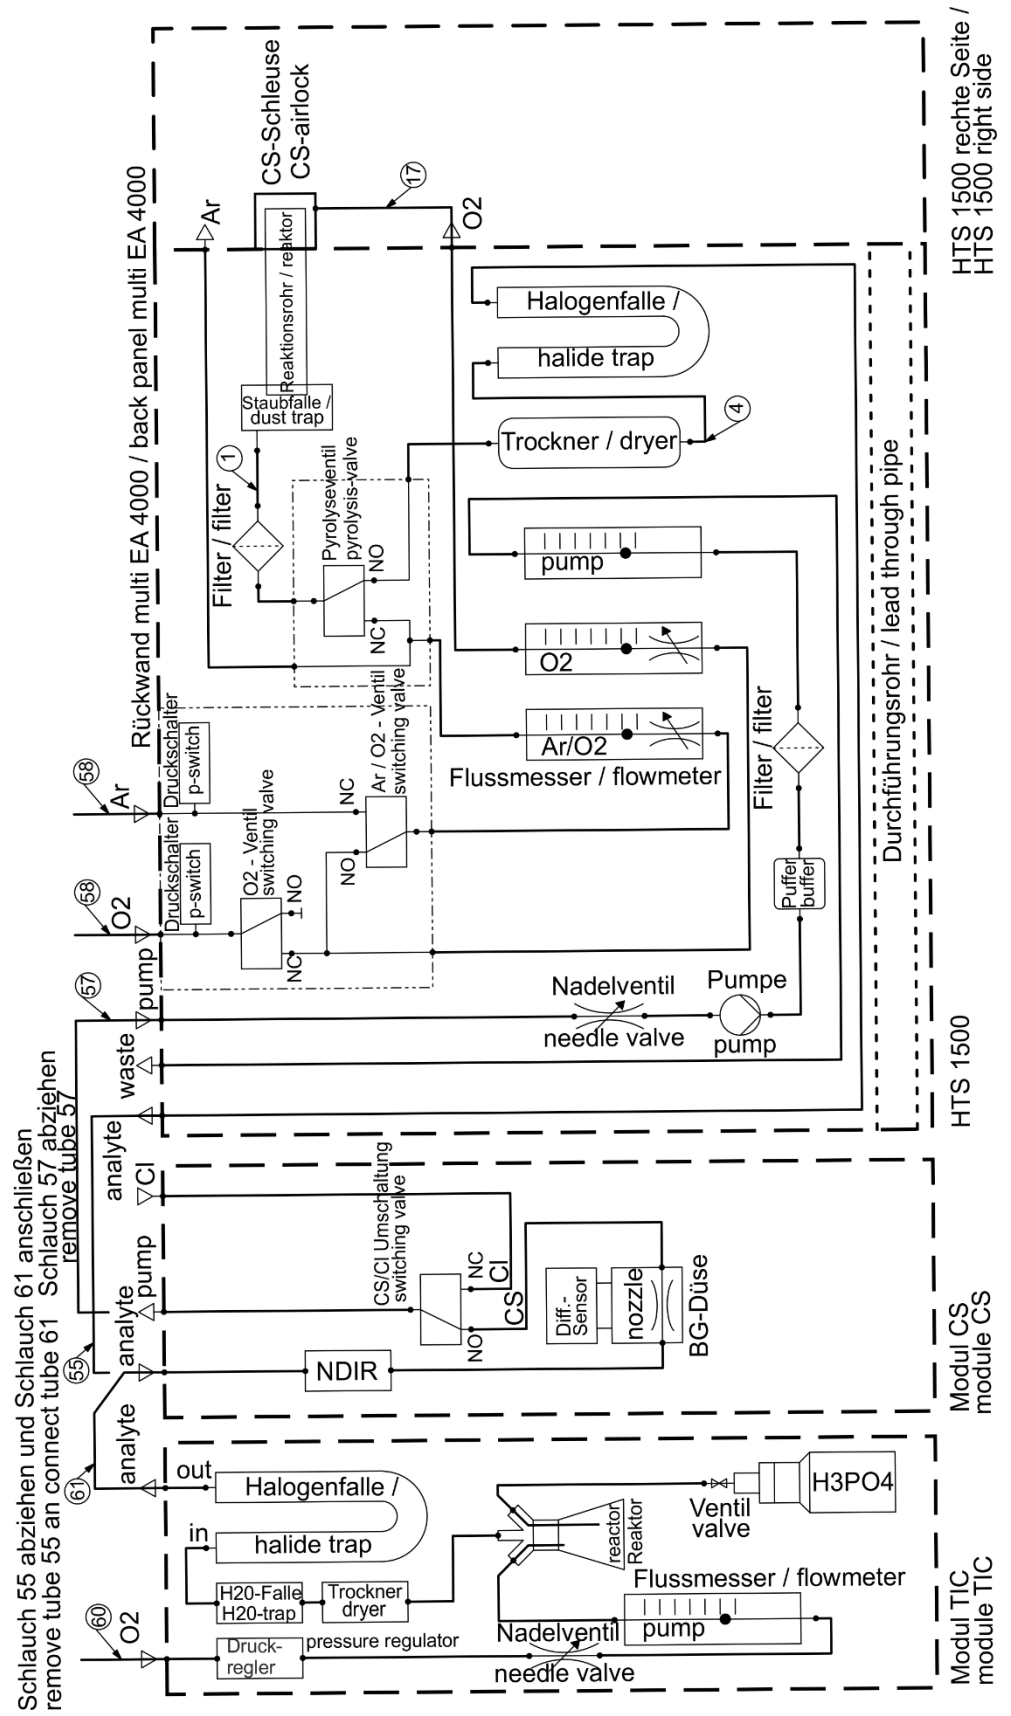 Schlauch 55 abziehen und Schlauch 61 anschließen
remove tube 55 an connect tube 61
Schlauch 57 abziehen
remove tube 57
Rückwand multi EA 4000 / back panel multi EA 4000
60
O2
61
analyte
55
analyte
pump
Cl
analyte
waste
57
pump
58
O2
58
Ar
Druckschalter
p-switch
Druckschalter
p-switch
O2 - Ventil
switching valve
NC
NO
Ar / O2 - Ventil
switching valve
NO
NC
Filter / filter
1
Pyrolyseventil
pyrolysis-valve
NC
NO
Staubfalle /
dust trap
Reaktionsrohr / reaktor
Ar
CS-Schleuse
CS-airlock
17
O2
Halogenfalle /
halide trap
Trockner / dryer
4
pump
O2
Ar/O2
Flussmesser / flowmeter
Filter / filter
Puffer
buffer
Pumpe
pump
Nadelventil
needle valve
Durchführungsrohr / lead through pipe
HTS 1500
HTS 1500 rechte Seite /
HTS 1500 right side
CS/Cl Umschaltung
switching valve
NO
NC
CS
Cl
NDIR
Diff.-
Sensor
nozzle
BG-Düse
Modul CS
module CS
out
in
Halogenfalle /
halide trap
H20-Falle
H20-trap
Trockner
dryer
Druck-
regler
pressure regulator
Nadelventil
needle valve
Flussmesser / flowmeter
pump
reactor
Reaktor
Ventil
valve
H3PO4
Modul TIC
module TIC